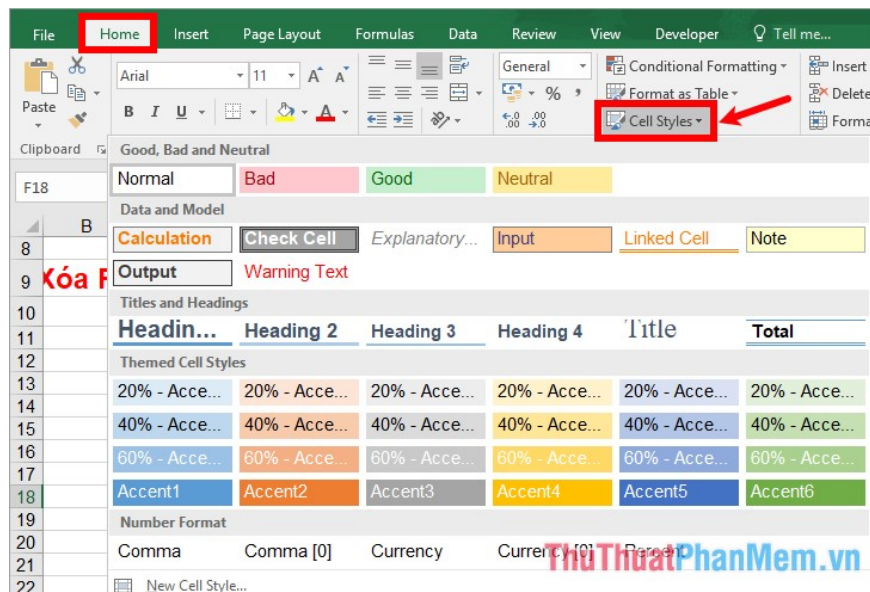 File Home Insert Page Layout Formulas Data Review View Developer Tell me...
Arial 11 General Conditional Formatting Insert
Paste B I U A % , Format as Table Delete
Cell Styles Forma
Clipboard Good, Bad and Neutral
F18 Normal Bad Good Neutral
Data and Model
B Calculation Check Cell Explanatory... Input Linked Cell Note
8
9 Xóa F Output Warning Text
Titles and Headings
10
11 Headin... Heading 2 Heading 3 Heading 4 Title Total
12 Themed Cell Styles
13 20% - Acce... 20% - Acce... 20% - Acce... 20% - Acce... 20% - Acce... 20% - Acce...
14
15 40% - Acce... 40% - Acce... 40% - Acce... 40% - Acce... 40% - Acce... 40% - Acce...
16 60% - Acce... 60% - Acce... 60% - Acce... 60% - Acce... 60% - Acce... 60% - Acce...
17
18 Accent1 Accent2 Accent3 Accent4 Accent5 Accent6
19 Number Format
20
21 Comma Comma [0] Currency Currency [0] Percent
ThuThuatPhanMem.vn
22 New Cell Style...